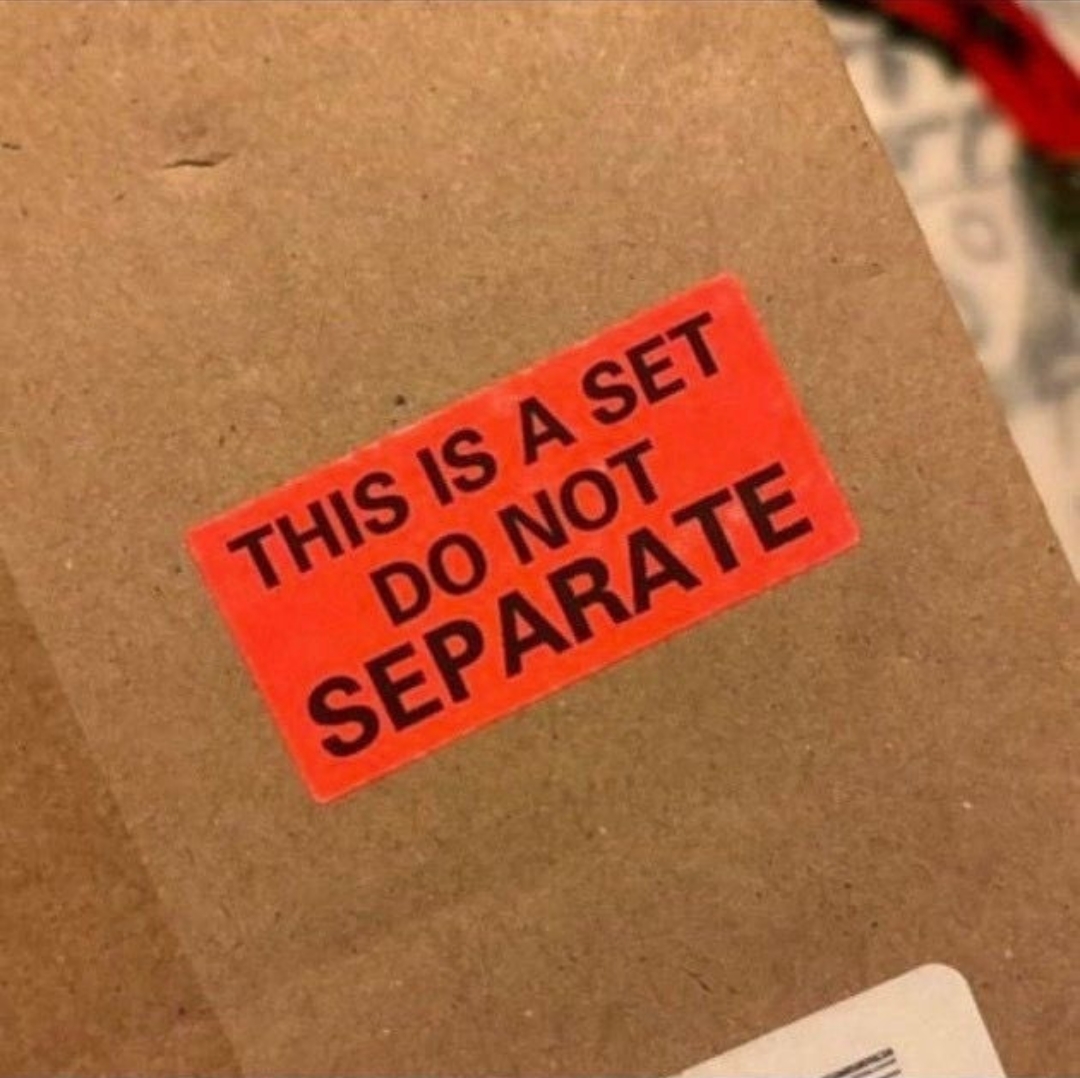 THIS IS A SET
DO NOT
SEPARATE